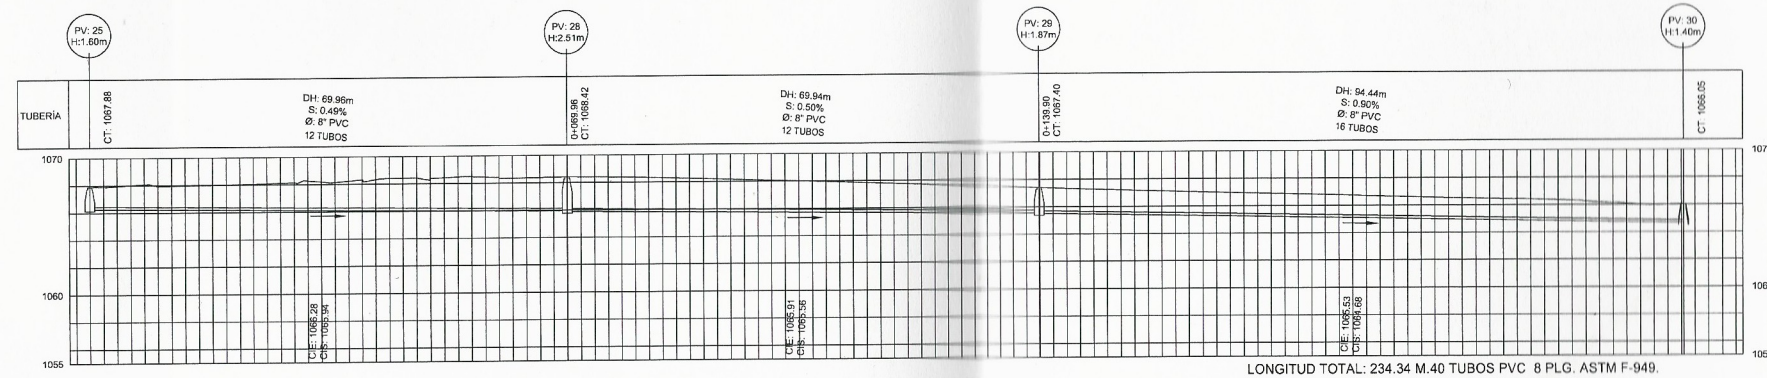 PV: 25
H:1.60m
PV: 28
H:2.51m
PV: 29
H:1.87m
PV: 30
H:1.40m
TUBERÍA
CT: 1067.88
DH: 69.96m
S: 0.49%
Ø: 8" PVC
12 TUBOS
0+069.96
CT: 1068.42
DH: 69.94m
S: 0.50%
Ø: 8" PVC
12 TUBOS
0+139.90
CT: 1067.40
DH: 94.44m
S: 0.90%
Ø: 8" PVC
16 TUBOS
CT: 1066.05
1070
107
1060
106
1055
105
CIE: 1066.28
CIS: 1065.94
CIE: 1065.91
CIS: 1065.56
CIE: 1065.53
CIS: 1064.68
LONGITUD TOTAL: 234.34 M.40 TUBOS PVC 8 PLG. ASTM F-949.